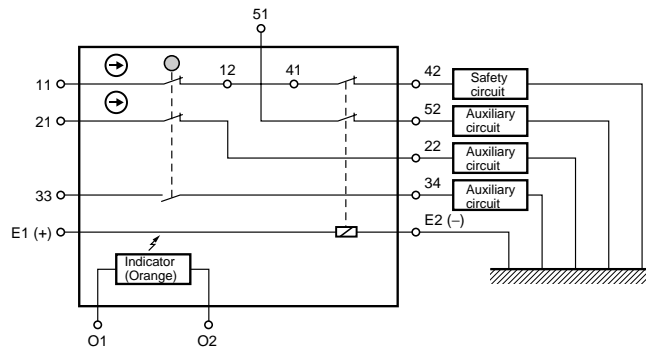 51
11
12
41
42
Safety
circuit
21
52
Auxiliary
circuit
22
Auxiliary
circuit
33
34
Auxiliary
circuit
E1 (+)
E2 (–)
Indicator
(Orange)
O1
O2